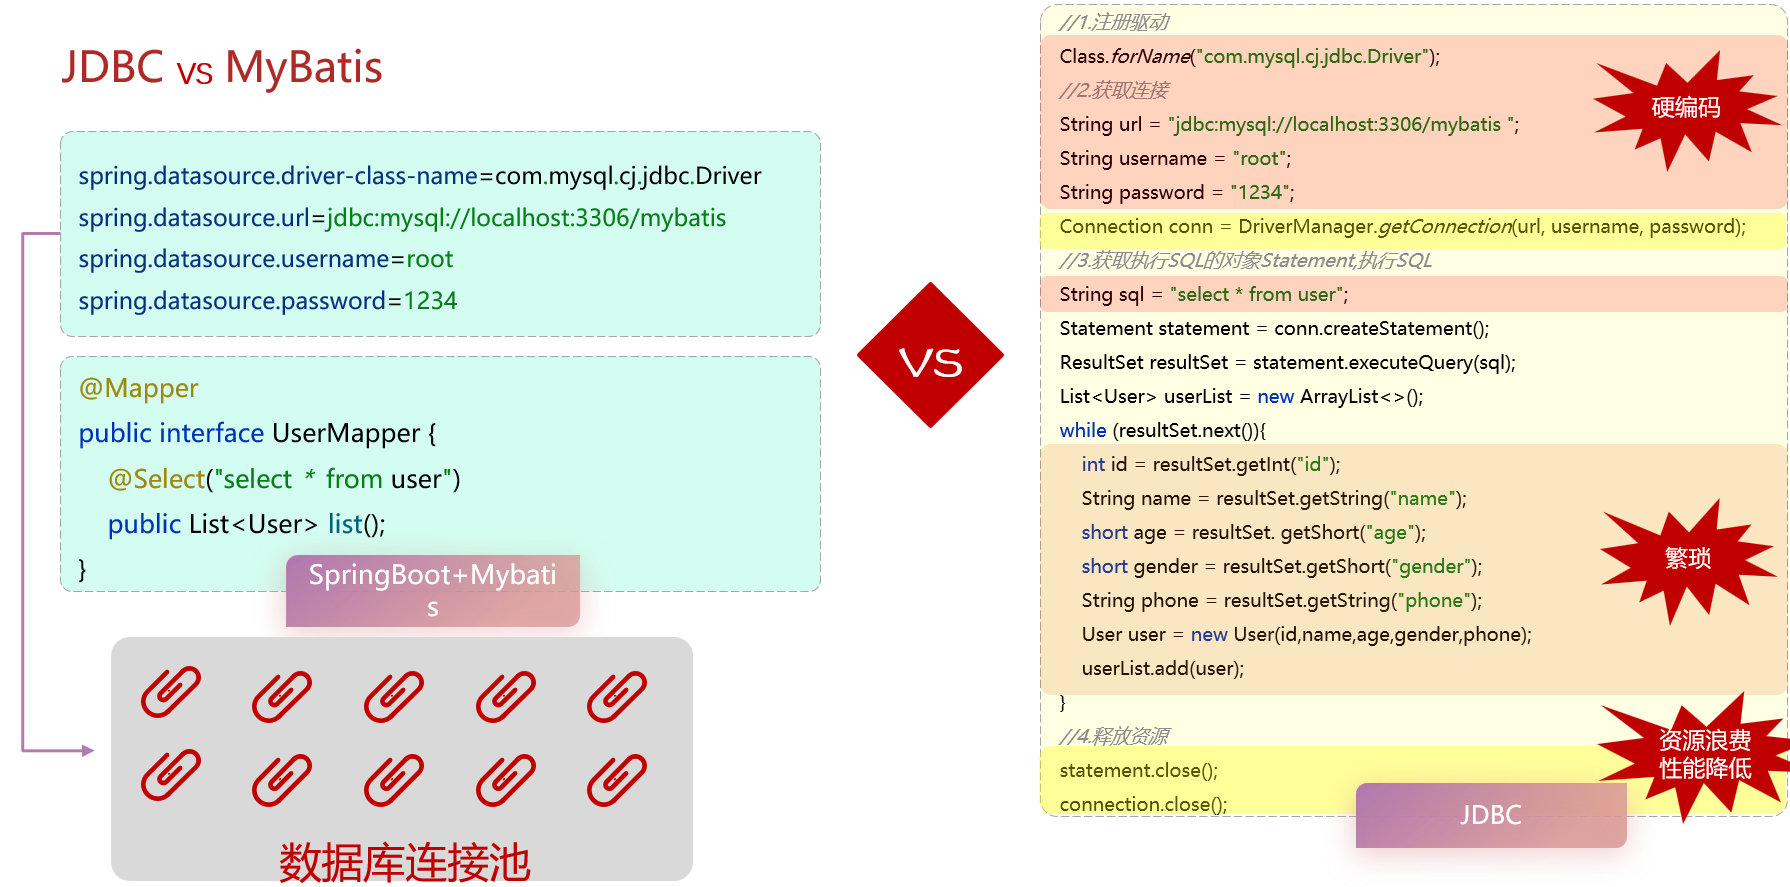 JDBC vs MyBatis
spring.datasource.driver-class-name=com.mysql.cj.jdbc.Driver
spring.datasource.url=jdbc:mysql://localhost:3306/mybatis
spring.datasource.username=root
spring.datasource.password=1234
@Mapper
public interface UserMapper {
@Select("select * from user")
public List<User> list();
}
SpringBoot+Mybati
s
数据库连接池
VS
//1.注册驱动
Class.forName("com.mysql.cj.jdbc.Driver");
//2.获取连接
String url = "jdbc:mysql://localhost:3306/mybatis ";
String username = "root";
String password = "1234";
Connection conn = DriverManager.getConnection(url, username, password);
//3.获取执行SQL的对象Statement,执行SQL
String sql = "select * from user";
Statement statement = conn.createStatement();
ResultSet resultSet = statement.executeQuery(sql);
List<User> userList = new ArrayList<>();
while (resultSet.next()){
int id = resultSet.getInt("id");
String name = resultSet.getString("name");
short age = resultSet. getShort("age");
short gender = resultSet.getShort("gender");
String phone = resultSet.getString("phone");
User user = new User(id,name,age,gender,phone);
userList.add(user);
}
//4.释放资源
statement.close();
connection.close();
硬编码
繁琐
资源浪费
性能降低
JDBC